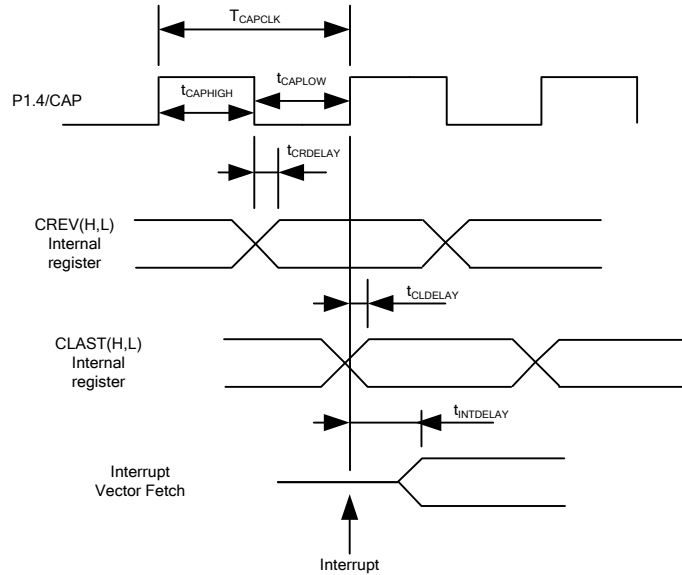 TCAPCLK
P1.4/CAP
tCAPHIGH
tCAPLOW
tCRDELAY
CREV(H,L)
Internal
register
tCLDELAY
CLAST(H,L)
Internal
register
tINTDELAY
Interrupt
Vector Fetch
Interrupt